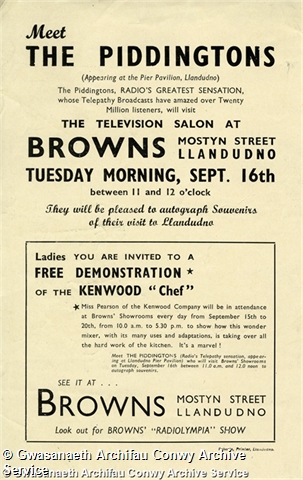 Meet
THE PIDDINGTONS
(Appearing at the Pier Pavilion, Llandudno)
The Piddingtons, RADIO'S GREATEST SENSATION,
whose Telepathy Broadcasts have amazed over Twenty
Million listeners, will visit
THE TELEVISION SALON AT
BROWNS MOSTYN STREET
LLANDUDNO
TUESDAY MORNING, SEPT. 16th
between 11 and 12 o'clock
They will be pleased to autograph Souvenirs
of their visit to Llandudno
Ladies YOU ARE INVITED TO A
FREE DEMONSTRATION *
OF THE KENWOOD "Chef"
* Miss Pearson of the Kenwood Company will be in attendance
at Browns' Showrooms every day from September 15th to
20th, from 10.0 a.m. to 5.30 p.m. to show how this wonder
mixer, with its many uses and adaptations, is taking over all
the hard work of the kitchen. It's a marvel!
Meet THE PIDDINGTONS (Radio's Telepathy sensation, appear-
ing at Llandudno Pier Pavilion) who will visit Browns' Showrooms
on Tuesday, September 16th between 11.0 a.m. and 12.0 noon to
autograph souvenirs.
SEE IT AT . . .
BROWNS MOSTYN STREET
LLANDUDNO
Look out for BROWNS' "RADIOLYMPIA" SHOW
Printer, Llandudno.
© Gwasanaeth Archifau Conwy Archive
Service
© Gwasanaeth Archifau Conwy Archive Service